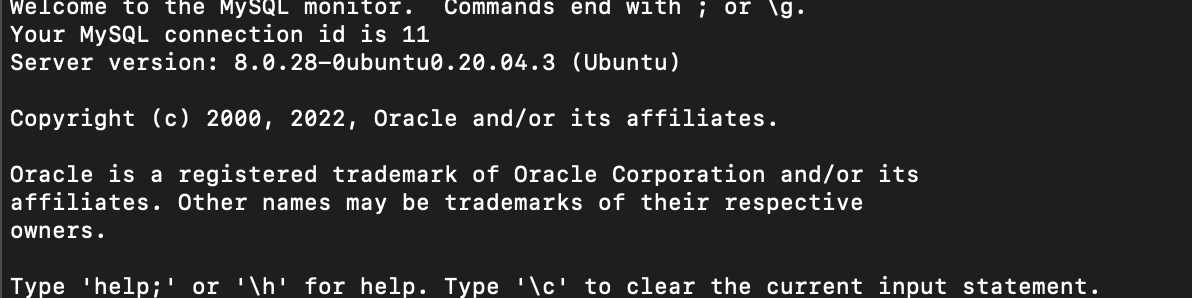 Welcome to the MySQL monitor.  Commands end with ; or \g.
Your MySQL connection id is 11
Server version: 8.0.28-0ubuntu0.20.04.3 (Ubuntu)
Copyright (c) 2000, 2022, Oracle and/or its affiliates.
Oracle is a registered trademark of Oracle Corporation and/or its
affiliates. Other names may be trademarks of their respective
owners.
Type 'help;' or '\h' for help. Type '\c' to clear the current input statement.